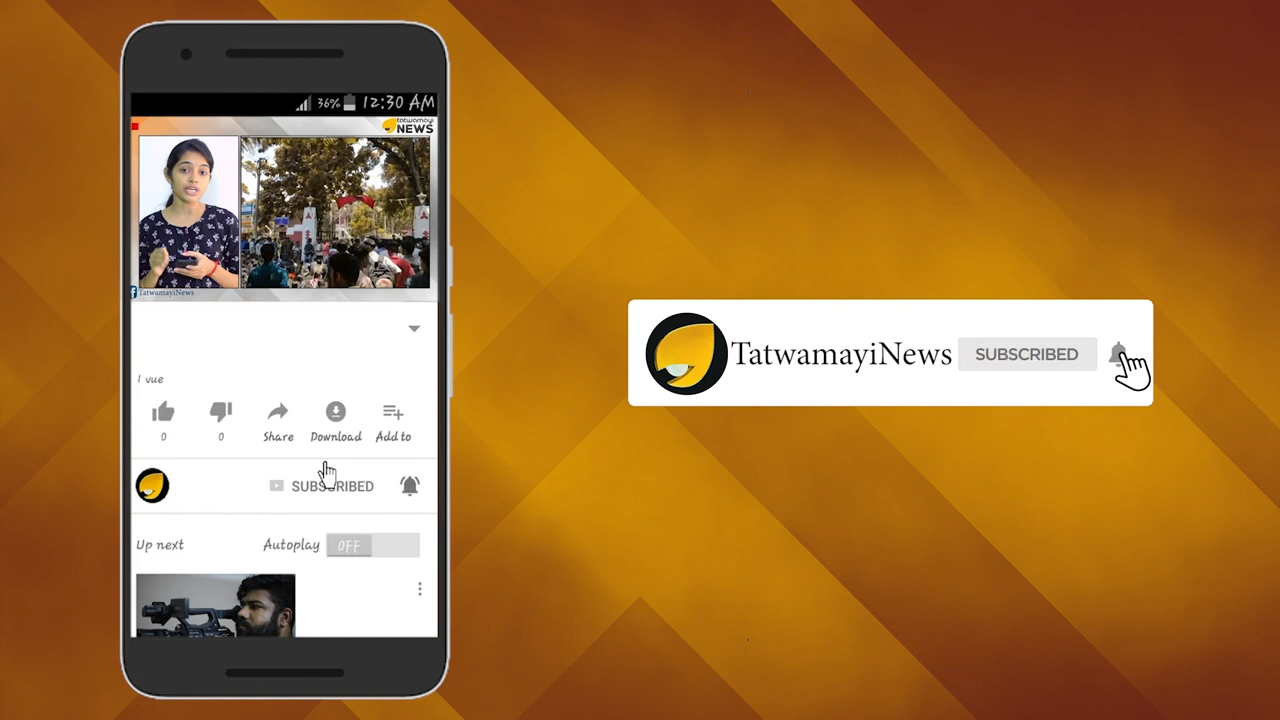 36% 12:30 AM
tatwamayi
NEWS
TatwamayiNews
1 vue
0 0 Share Download Add to
SUBSCRIBED
Up next Autoplay OFF
TatwamayiNews SUBSCRIBED